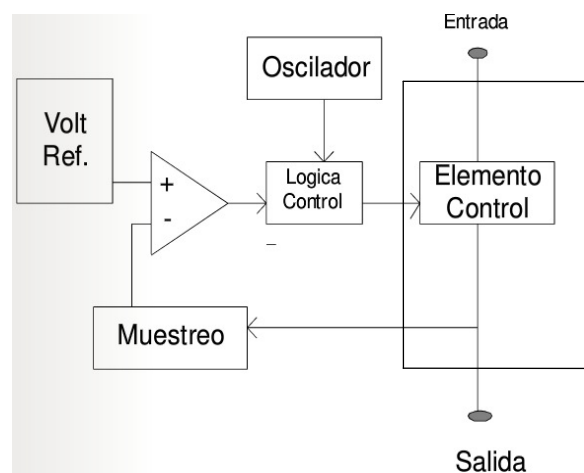 Entrada
Oscilador
Volt
Ref.
+
-
Logica
Control
Elemento
Control
Muestreo
Salida